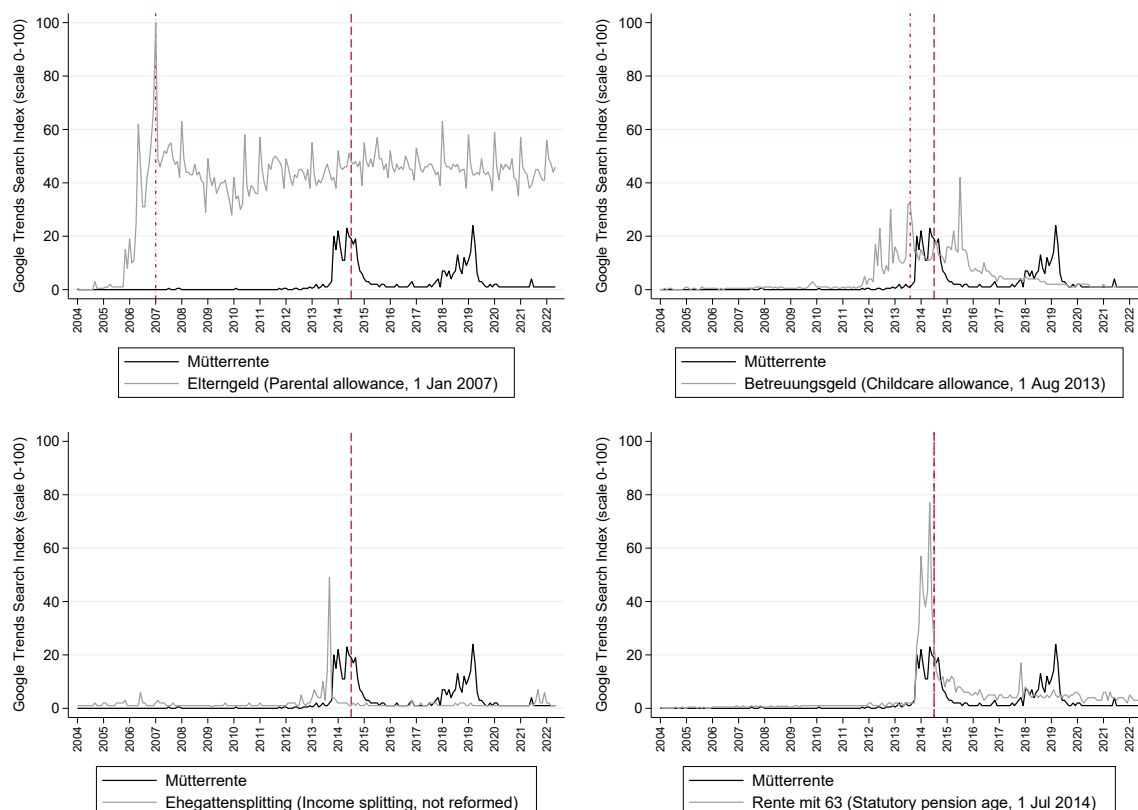 Google Trends Search Index (scale 0-100)
100
80
60
40
20
0
2004 2005 2006 2007 2008 2009 2010 2011 2012 2013 2014 2015 2016 2017 2018 2019 2020 2021 2022
Mütterrente
Elterngeld (Parental allowance, 1 Jan 2007)
Google Trends Search Index (scale 0-100)
100
80
60
40
20
0
2004 2005 2006 2007 2008 2009 2010 2011 2012 2013 2014 2015 2016 2017 2018 2019 2020 2021 2022
Mütterrente
Betreuungsgeld (Childcare allowance, 1 Aug 2013)
Google Trends Search Index (scale 0-100)
100
80
60
40
20
0
2004 2005 2006 2007 2008 2009 2010 2011 2012 2013 2014 2015 2016 2017 2018 2019 2020 2021 2022
Mütterrente
Ehegattensplitting (Income splitting, not reformed)
Google Trends Search Index (scale 0-100)
100
80
60
40
20
0
2004 2005 2006 2007 2008 2009 2010 2011 2012 2013 2014 2015 2016 2017 2018 2019 2020 2021 2022
Mütterrente
Rente mit 63 (Statutory pension age, 1 Jul 2014)